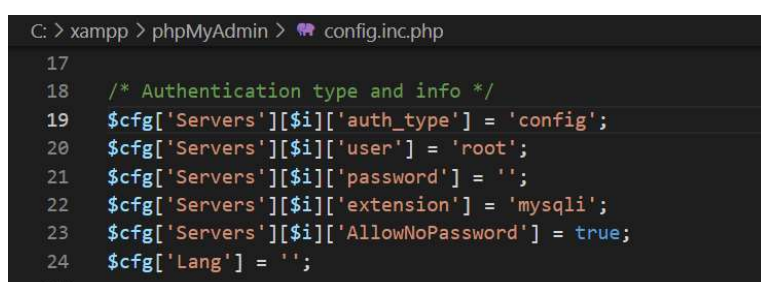 C: > xampp > phpMyAdmin > config.inc.php
17
18 /* Authentication type and info */
19 $cfg['Servers'][$i]['auth_type'] = 'config';
20 $cfg['Servers'][$i]['user'] = 'root';
21 $cfg['Servers'][$i]['password'] = '';
22 $cfg['Servers'][$i]['extension'] = 'mysqli';
23 $cfg['Servers'][$i]['AllowNoPassword'] = true;
24 $cfg['Lang'] = '';